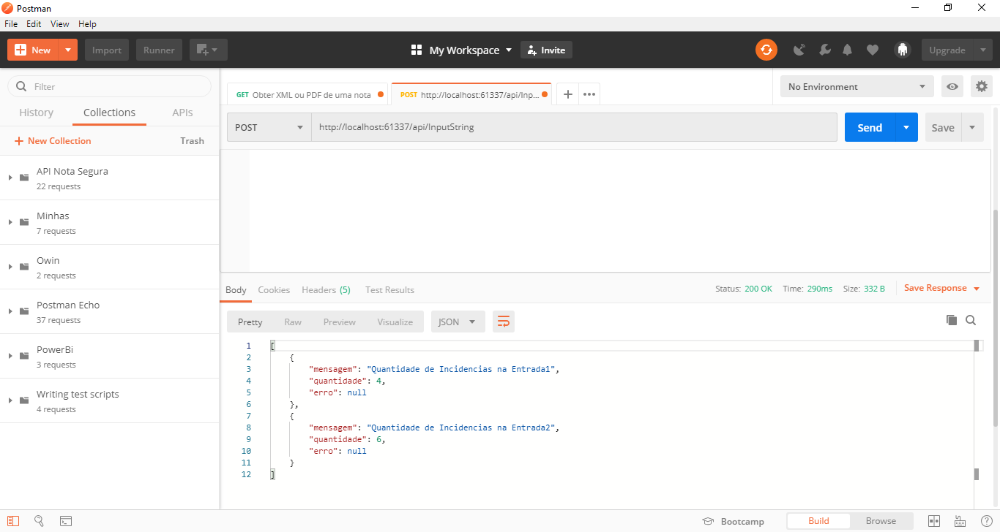 Postman
File Edit View Help
New Import Runner My Workspace Invite Upgrade
Filter
History Collections APIs
New Collection Trash
API Nota Segura
22 requests
Minhas
7 requests
Owin
2 requests
Postman Echo
37 requests
PowerBi
3 requests
Writing test scripts
4 requests
GET Obter XML ou PDF de uma nota POST http://localhost:61337/api/Inp... No Environment
POST http://localhost:61337/api/InputString Send Save
Body Cookies Headers (5) Test Results Status: 200 OK Time: 290ms Size: 332 B Save Response
Pretty Raw Preview Visualize JSON
1 [
2 {
3 "mensagem": "Quantidade de Incidencias na Entrada1",
4 "quantidade": 4,
5 "erro": null
6 },
7 {
8 "mensagem": "Quantidade de Incidencias na Entrada2",
9 "quantidade": 6,
10 "erro": null
11 }
12 ]
Bootcamp Build Browse